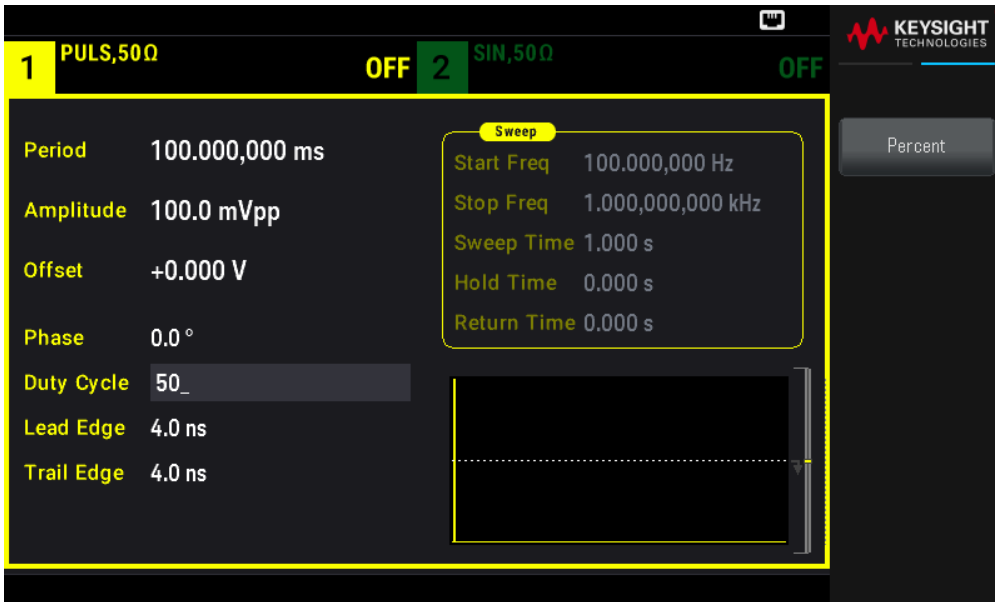 KEYSIGHT
TECHNOLOGIES
1 PULS,50Ω OFF
2 SIN,50Ω OFF
Period 100.000,000 ms
Amplitude 100.0 mVpp
Offset +0.000 V
Phase 0.0 °
Duty Cycle 50_
Lead Edge 4.0 ns
Trail Edge 4.0 ns
Sweep
Start Freq 100.000,000 Hz
Stop Freq 1.000,000,000 kHz
Sweep Time 1.000 s
Hold Time 0.000 s
Return Time 0.000 s
Percent